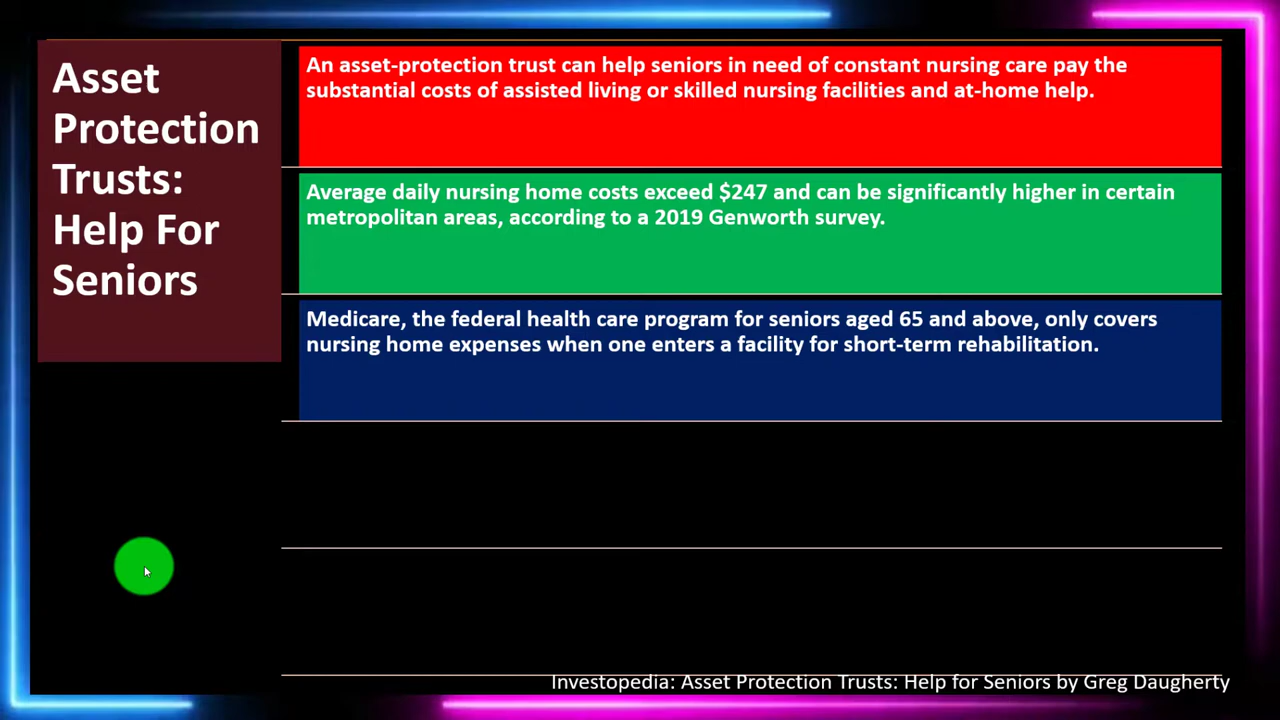 Asset
Protection
Trusts:
Help For
Seniors
An asset-protection trust can help seniors in need of constant nursing care pay the
substantial costs of assisted living or skilled nursing facilities and at-home help.
Average daily nursing home costs exceed $247 and can be significantly higher in certain
metropolitan areas, according to a 2019 Genworth survey.
Medicare, the federal health care program for seniors aged 65 and above, only covers
nursing home expenses when one enters a facility for short-term rehabilitation.
Investopedia: Asset Protection Trusts: Help for Seniors by Greg Daugherty